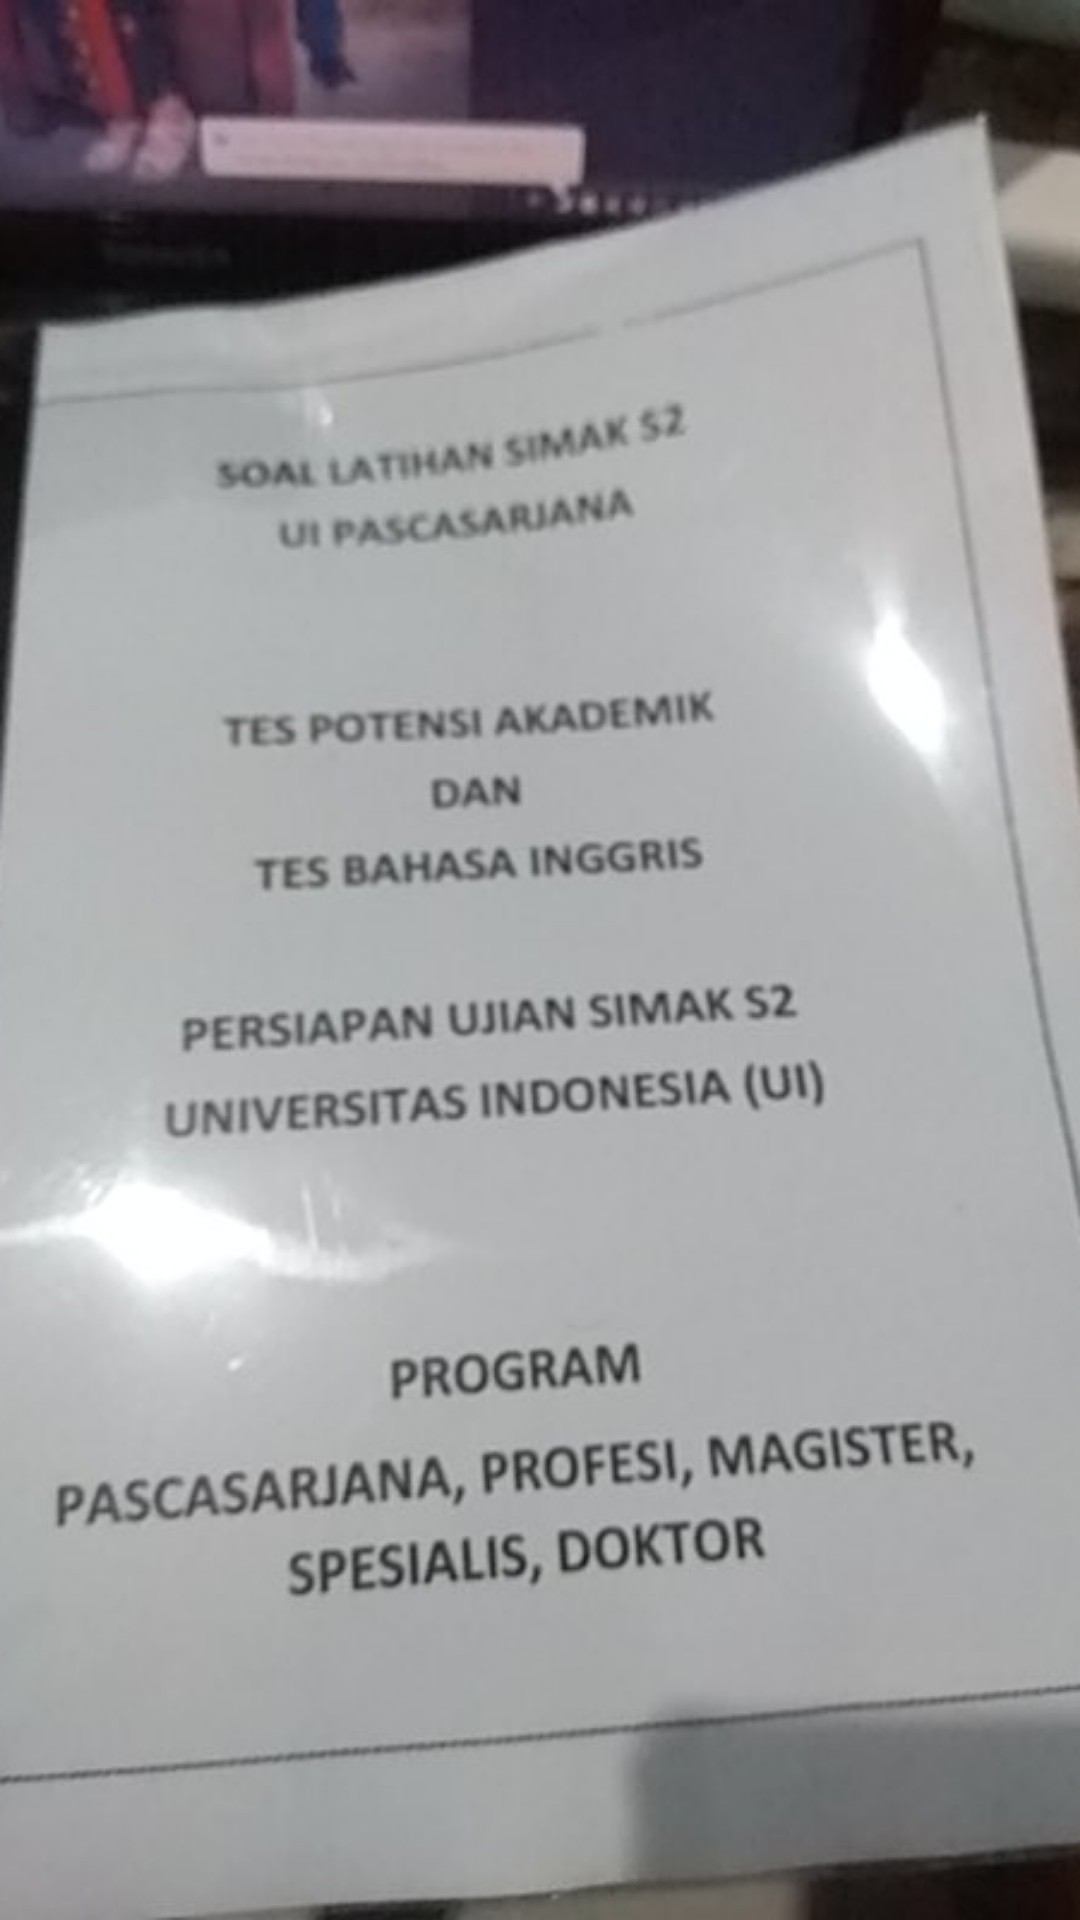 SOAL LATIHAN SIMAK S2
UI PASCASARJANA
TES POTENSI AKADEMIK
DAN
TES BAHASA INGGRIS
PERSIAPAN UJIAN SIMAK S2
UNIVERSITAS INDONESIA (UI)
PROGRAM
PASCASARJANA, PROFESI, MAGISTER,
SPESIALIS, DOKTOR